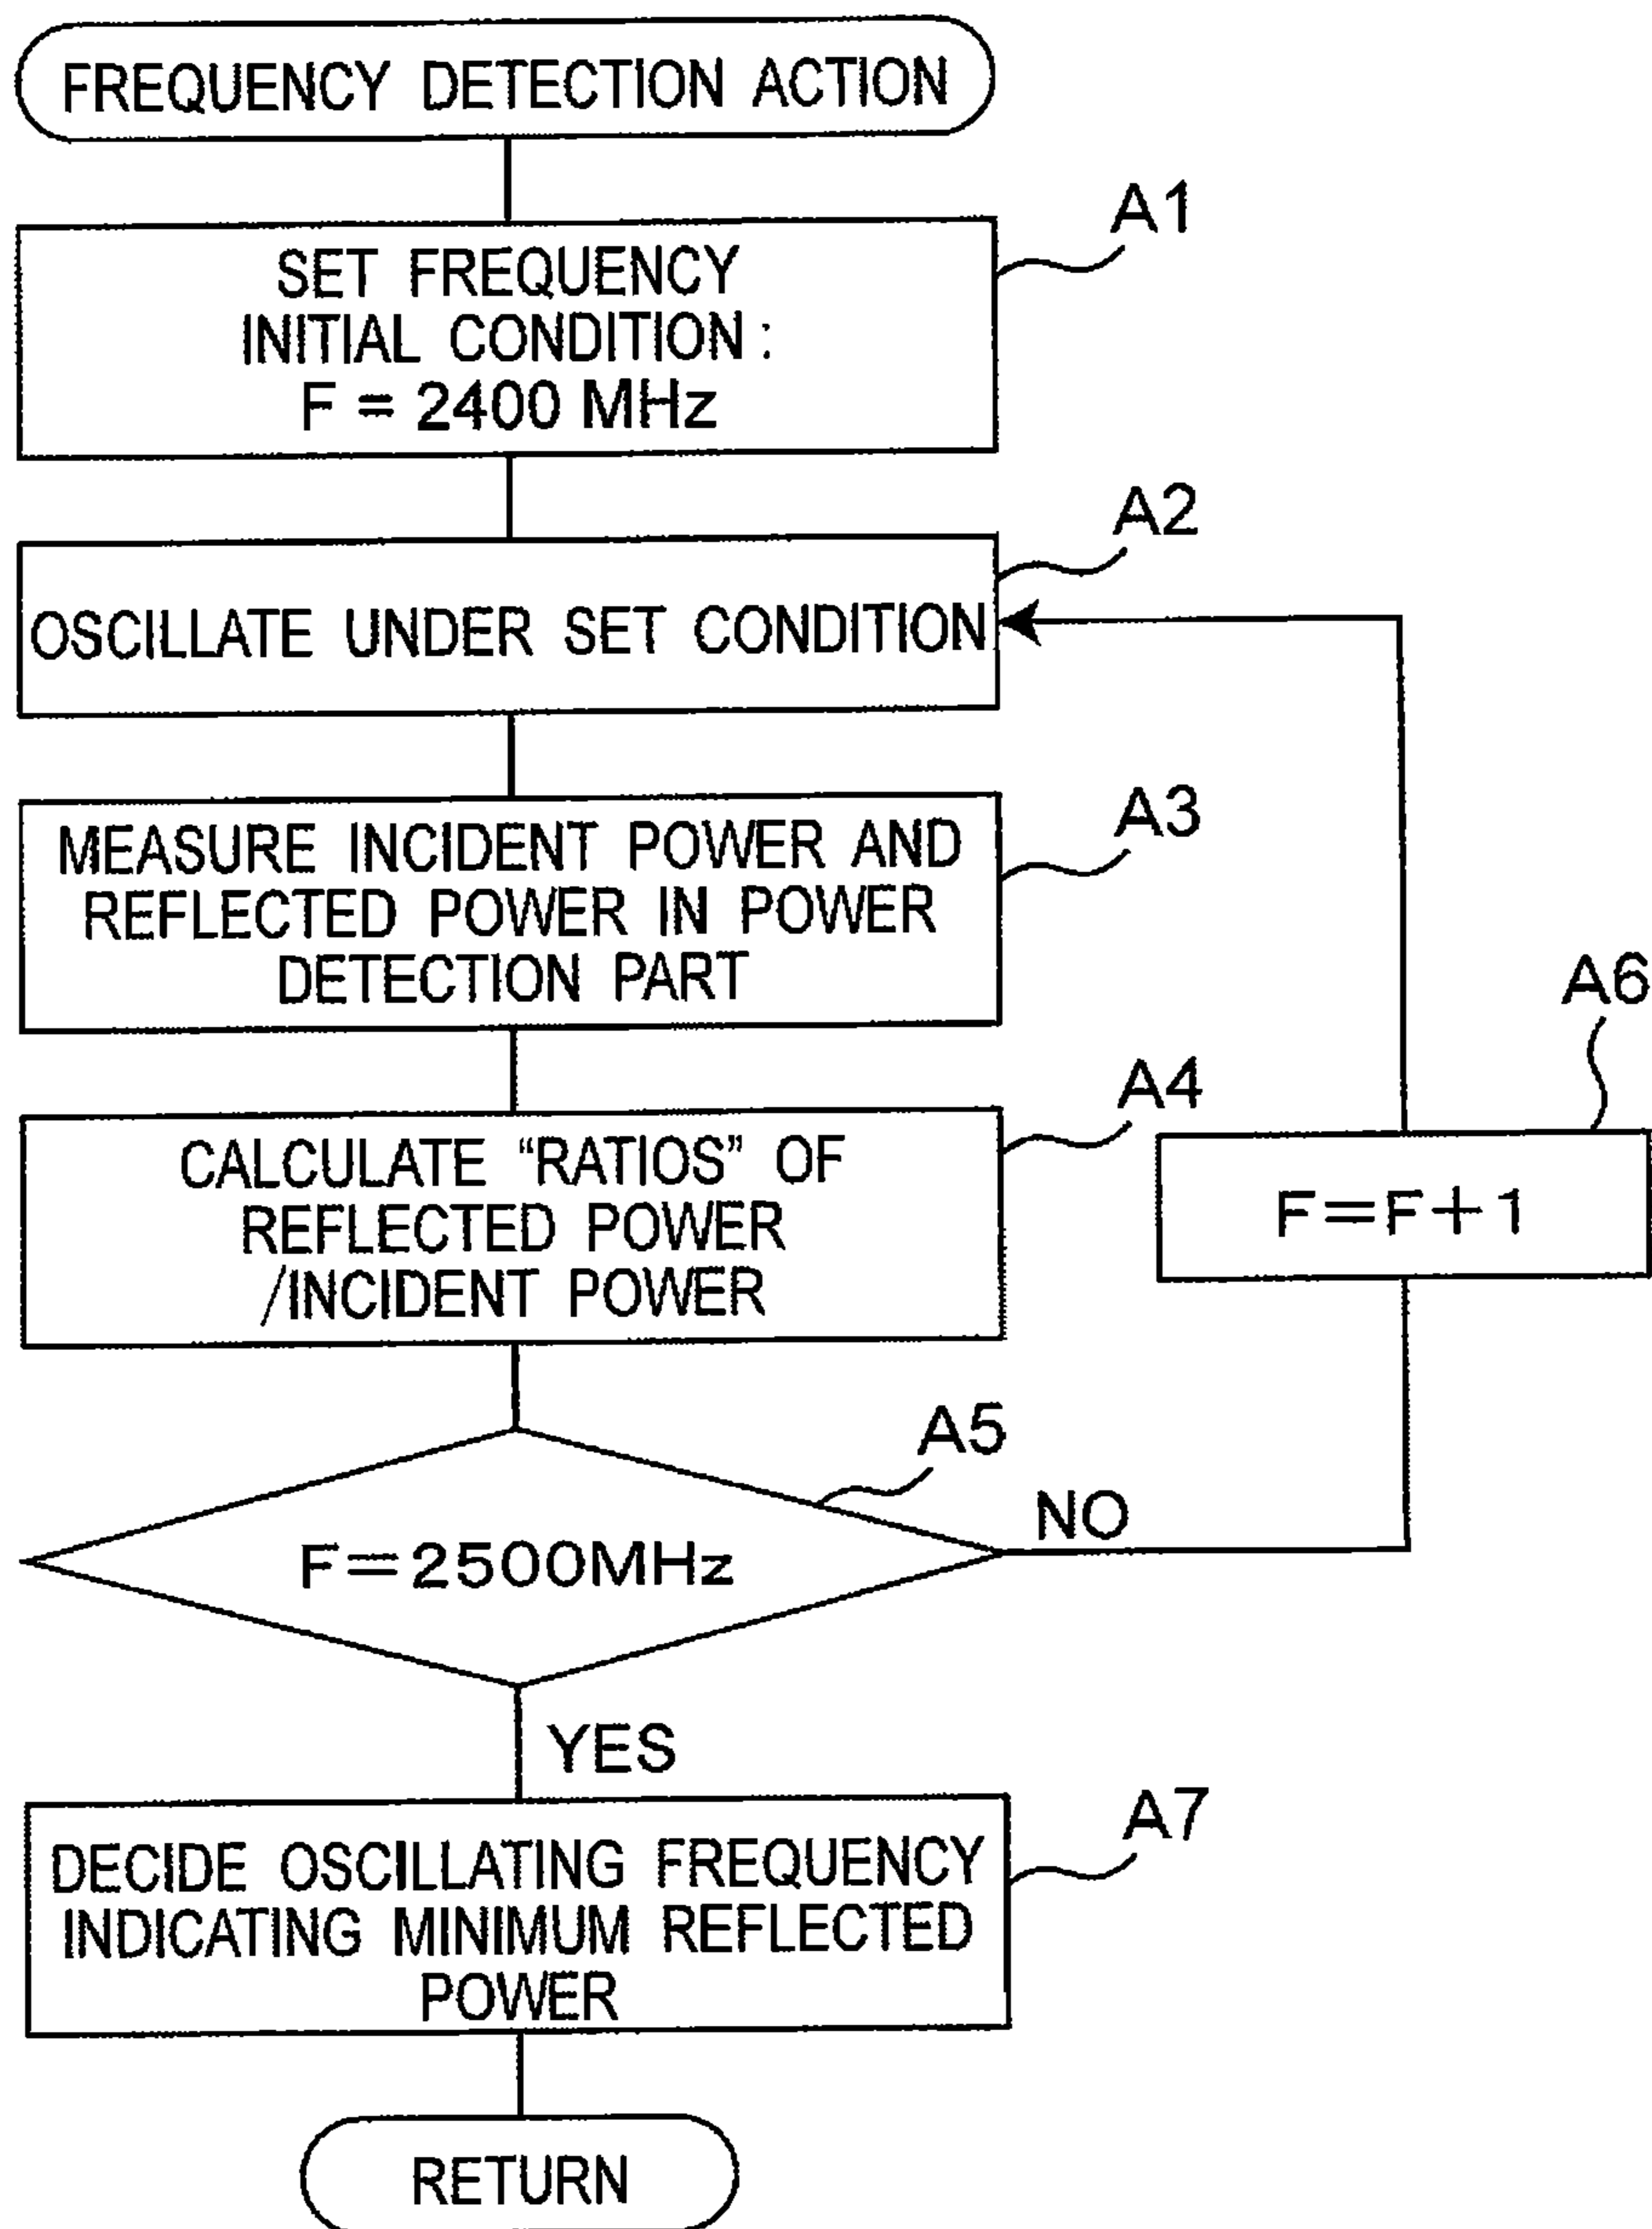 FREQUENCY DETECTION ACTION
A1
SET FREQUENCY
INITIAL CONDITION:
F = 2400 MHz
A2
OSCILLATE UNDER SET CONDITION
A3
MEASURE INCIDENT POWER AND
REFLECTED POWER IN POWER
DETECTION PART
A6
A4
CALCULATE “RATIOS” OF
REFLECTED POWER
/INCIDENT POWER
F=F+1
A5
NO
F=2500MHz
YES
A7
DECIDE OSCILLATING FREQUENCY
INDICATING MINIMUM REFLECTED
POWER
RETURN